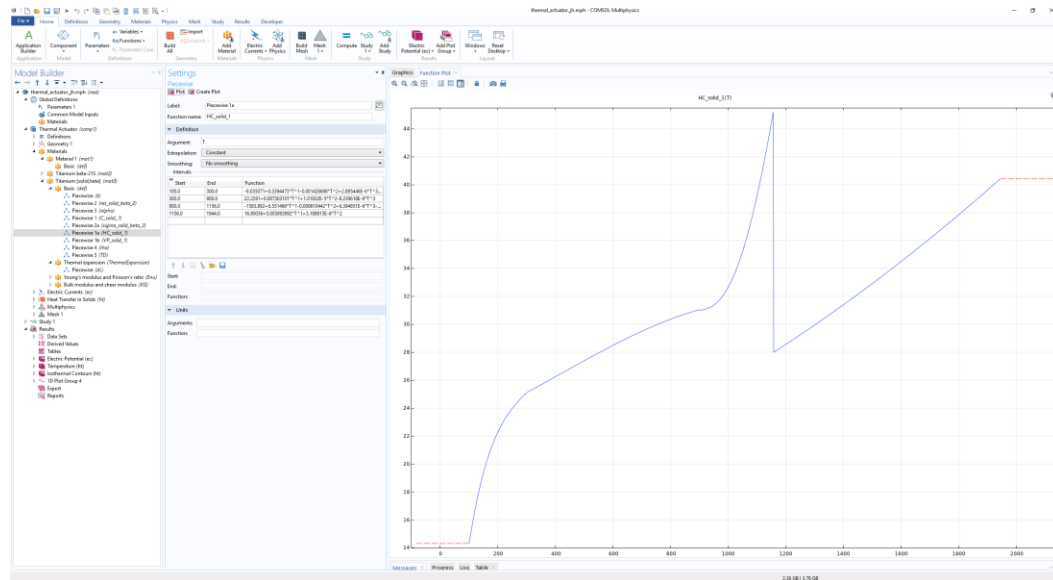 thermal_actuator_jh.mph - COMSOL Multiphysics
File Home Definitions Geometry Materials Physics Mesh Study Results Developer
Application Builder
Component
Parameters
Variables
Functions
Parameter Case
Build All
Import
Add Material
Electric Currents
Add Physics
Build Mesh
Mesh 1
Compute
Study 1
Add Study
Electric Potential (ec)
Add Plot Group
Windows
Reset Desktop
Application Model Definitions Geometry Materials Physics Mesh Study Results Layout
Model Builder
thermal_actuator_jh.mph (root)
Global Definitions
Parameters 1
Common Model Inputs
Materials
Thermal Actuator (comp1)
Definitions
Geometry 1
Materials
Material 1 (mat1)
Basic (def)
Titanium beta-21S (mat2)
Titanium [solid,beta] (mat3)
Basic (def)
Piecewise (k)
Piecewise 2 (res_solid_beta_2)
Piecewise 3 (alpha)
Piecewise 1 (C_solid_1)
Piecewise 2a (sigma_solid_beta_2)
Piecewise 1a (HC_solid_1)
Piecewise 1b (VP_solid_1)
Piecewise 4 (rho)
Piecewise 5 (TD)
Thermal expansion (ThermalExpansion)
Piecewise (dL)
Young's modulus and Poisson's ratio (Enu)
Bulk modulus and shear modulus (KG)
Electric Currents (ec)
Heat Transfer in Solids (ht)
Multiphysics
Mesh 1
Study 1
Results
Data Sets
Derived Values
Tables
Electric Potential (ec)
Temperature (ht)
Isothermal Contours (ht)
1D Plot Group 4
Export
Reports
Settings
Piecewise
Plot Create Plot
Label: Piecewise 1a
Function name: HC_solid_1
Definition
Argument: T
Extrapolation: Constant
Smoothing: No smoothing
Intervals
Start End Function
100.0 300.0
300.0 900.0
900.0 1156.0
1156.0 1944.0
Start:
End:
Function:
Units
Arguments:
Function:
Graphics Function Plot
HC_solid_1(T)
44
42
40
38
36
34
32
30
28
26
24
22
20
18
16
14
0 200 400 600 800 1000 1200 1400 1600 1800 2000
Messages Progress Log Table